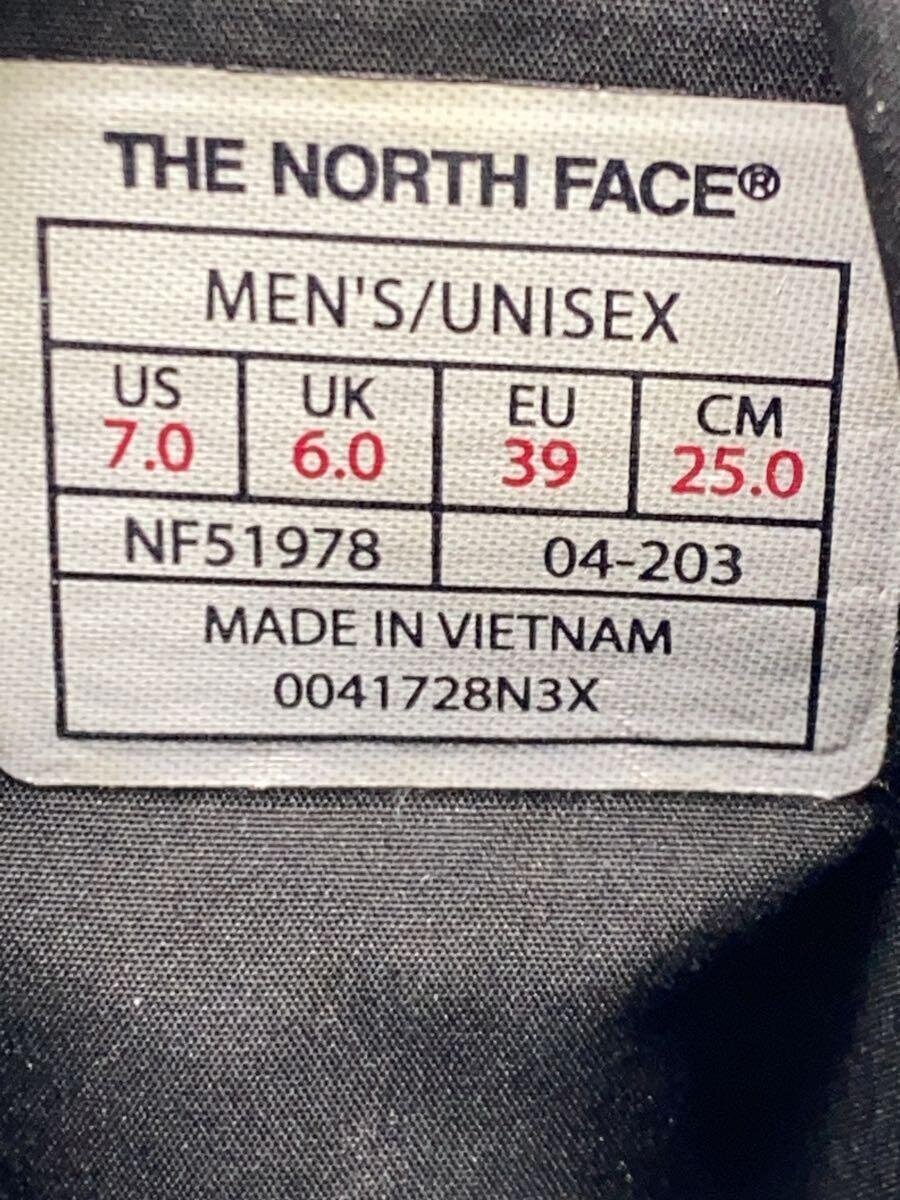 THE NORTH FACE®
MEN'S/UNISEX
US UK EU CM
7.0 6.0 39 25.0
NF51978 04-203
MADE IN VIETNAM
0041728N3X